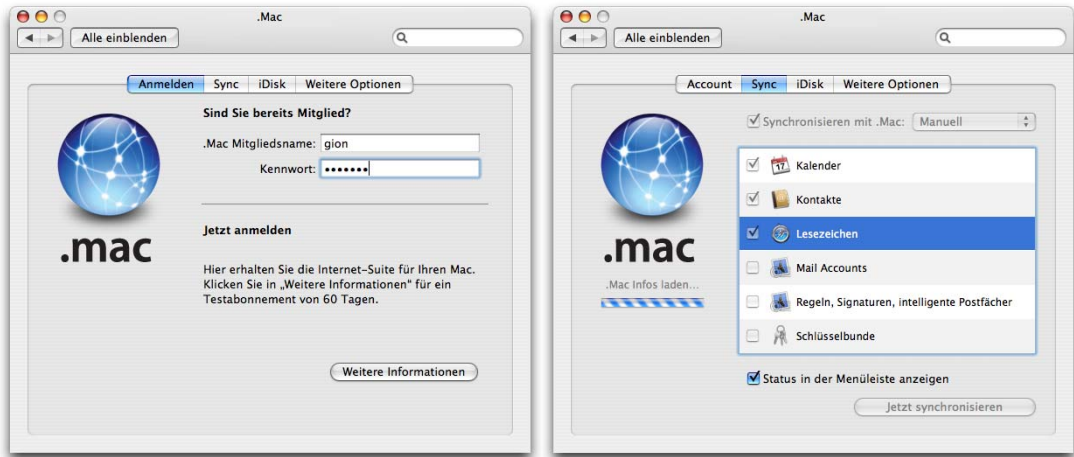 .Mac
Alle einblenden
Anmelden Sync iDisk Weitere Optionen
Sind Sie bereits Mitglied?
.Mac Mitgliedsname: gion
Kennwort: •••••••
Jetzt anmelden
.mac
Hier erhalten Sie die Internet-Suite für Ihren Mac.
Klicken Sie in „Weitere Informationen" für ein
Testabonnement von 60 Tagen.
Weitere Informationen
.Mac
Alle einblenden
Account Sync iDisk Weitere Optionen
Synchronisieren mit .Mac: Manuell
17 Kalender
Kontakte
Lesezeichen
.mac
Mail Accounts
.Mac Infos laden...
Regeln, Signaturen, intelligente Postfächer
Schlüsselbunde
Status in der Menüleiste anzeigen
Jetzt synchronisieren